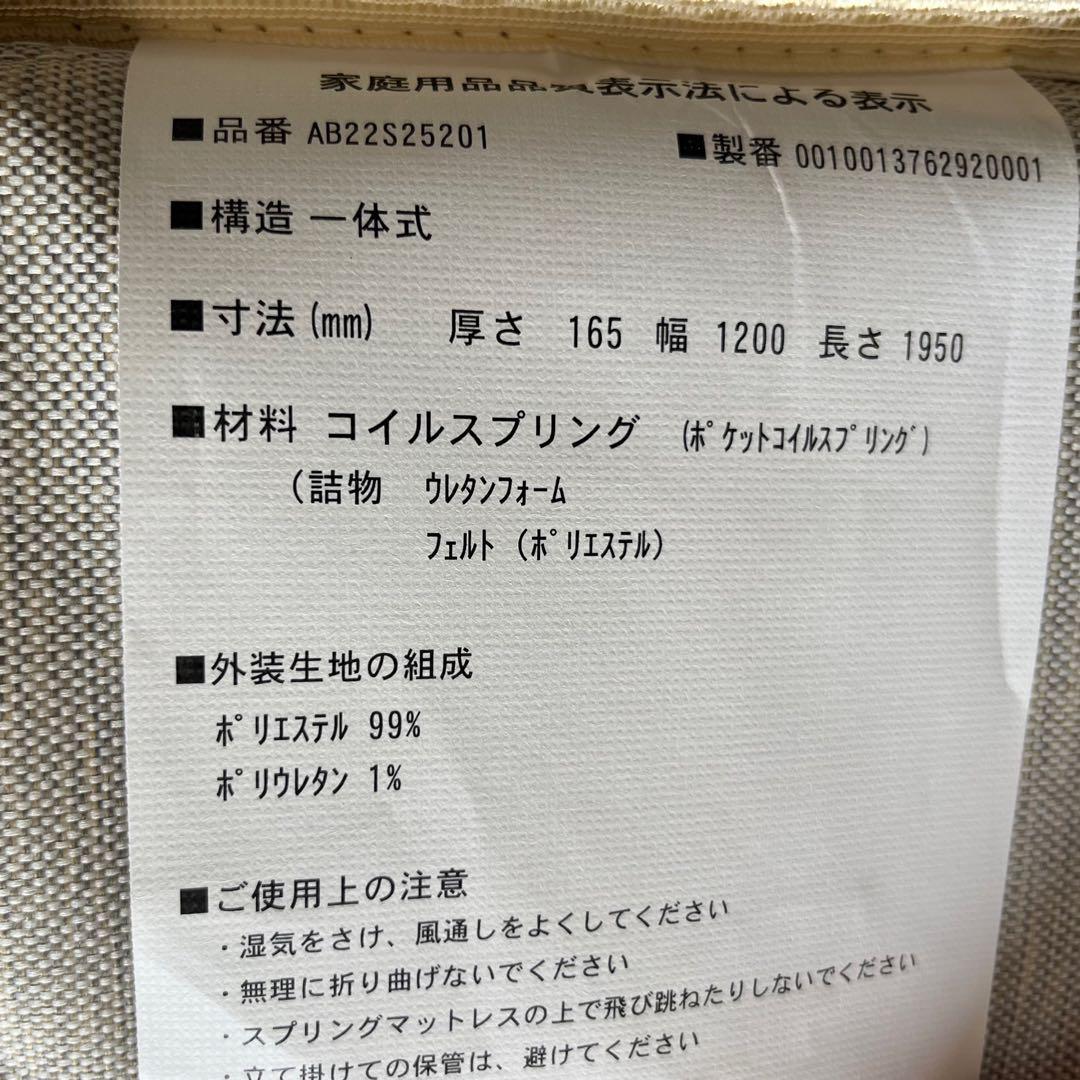 家庭用品品質表示法による表示
■品番 AB22S25201 ■製番 0010013762920001
■構造 一体式
■寸法(mm) 厚さ 165 幅 1200 長さ 1950
■材料 コイルスプリング (ﾎﾟｹｯﾄｺｲﾙｽﾌﾟﾘﾝｸﾞ)
(詰物 ｳﾚﾀﾝﾌｫｰﾑ
ﾌｪﾙﾄ (ﾎﾟﾘｴｽﾃﾙ)
■外装生地の組成
ﾎﾟﾘｴｽﾃﾙ 99%
ﾎﾟﾘｳﾚﾀﾝ 1%
■ご使用上の注意
・湿気をさけ、風通しをよくしてください
・無理に折り曲げないでください
・スプリングマットレスの上で飛び跳ねたりしないでください
・立て掛けての保管は、避けてください